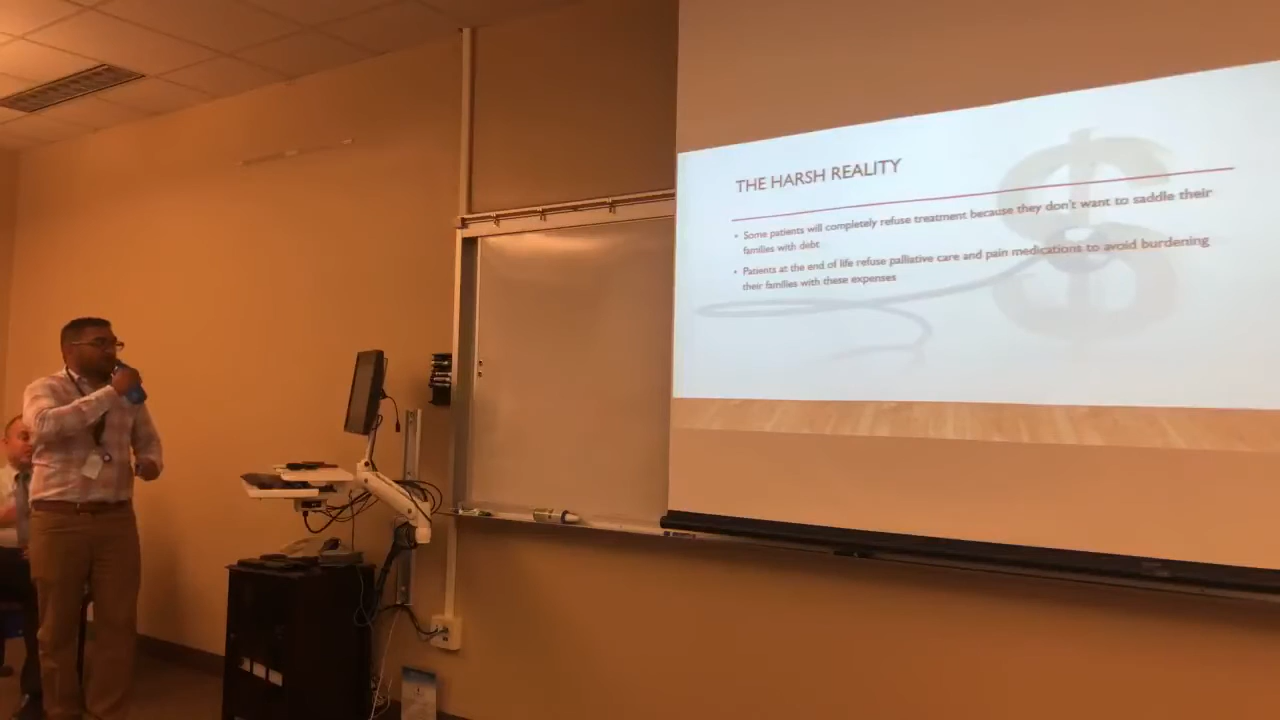 THE HARSH REALITY
• Some patients will completely refuse treatment because they don't want to saddle their
families with debt
• Patients at the end of life refuse palliative care and pain medications to avoid burdening
their families with these expenses